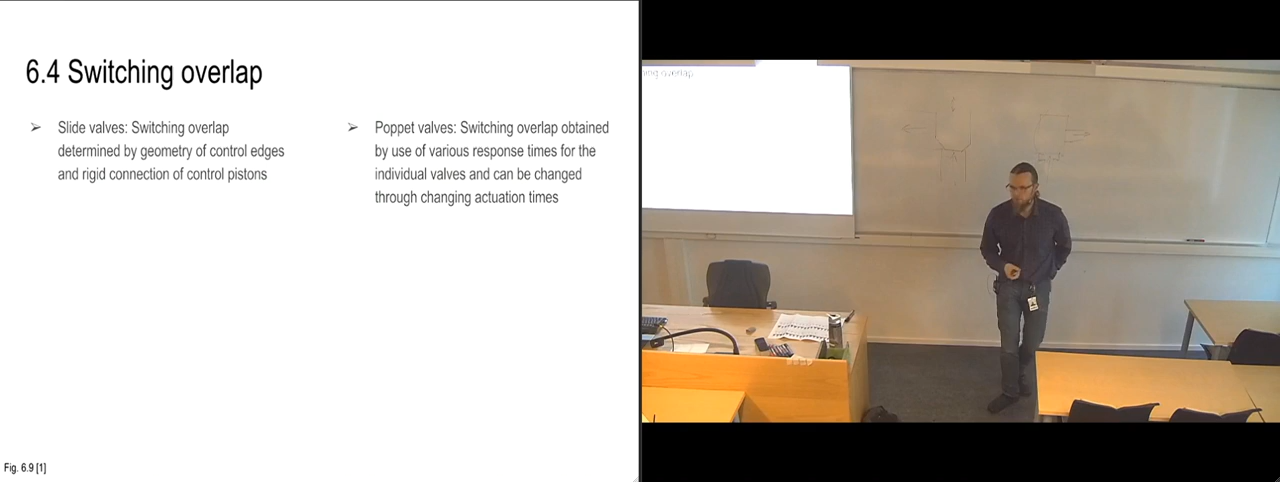 6.4 Switching overlap
➢ Slide valves: Switching overlap
determined by geometry of control edges
and rigid connection of control pistons
➢ Poppet valves: Switching overlap obtained
by use of various response times for the
individual valves and can be changed
through changing actuation times
Fig. 6.9 [1]
overlap